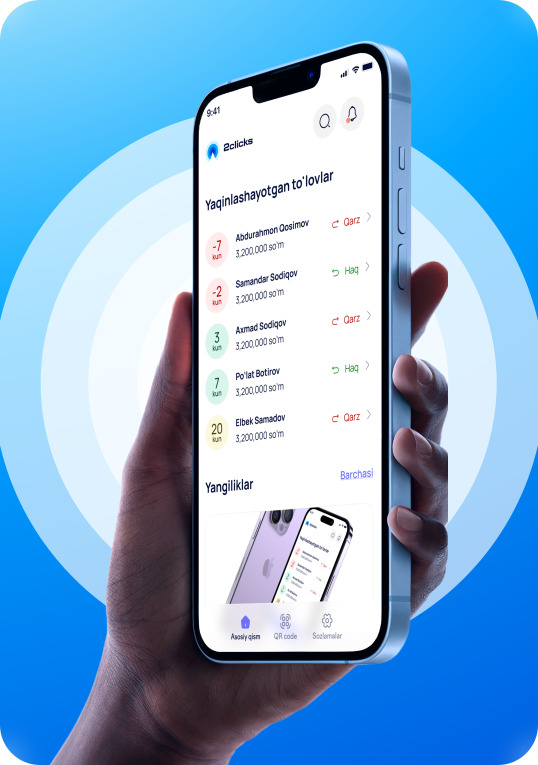 9:41
2clicks
Yaqinlashayotgan to'lovlar
-7 kun
Abdurahmon Qosimov
3,200,000 so'm
Qarz
-2 kun
Samandar Sodiqov
3,200,000 so'm
Haq
3 kun
Axmad Sodiqov
3,200,000 so'm
Qarz
7 kun
Po'lat Botirov
3,200,000 so'm
Haq
20 kun
Elbek Samadov
3,200,000 so'm
Qarz
Yangiliklar
Barchasi
Asosiy qism
QR code
Sozlamalar